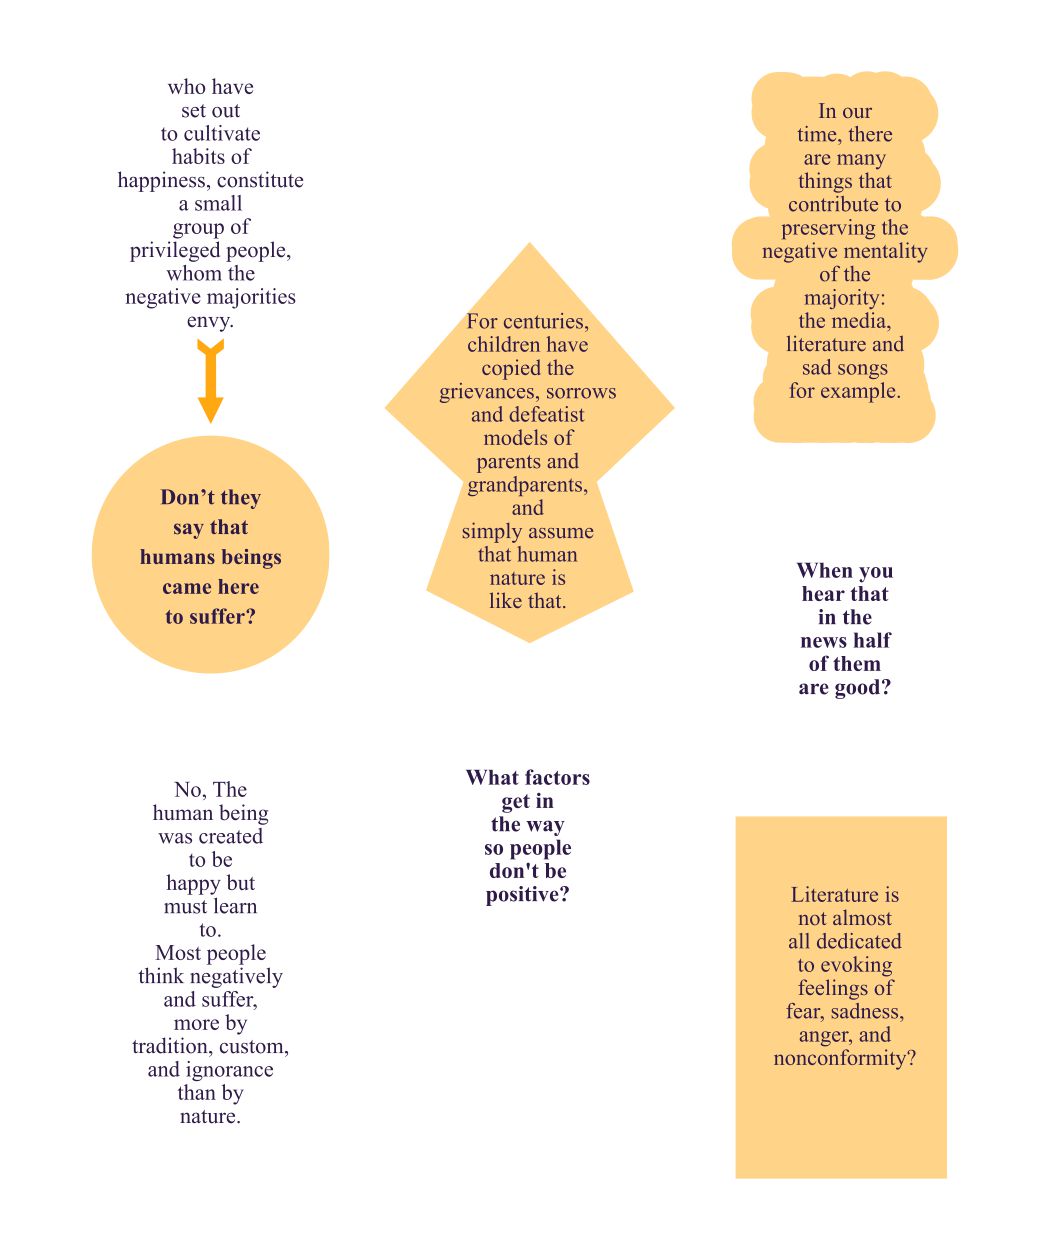 who have
set out
to cultivate
habits of
happiness, constitute
a small
group of
privileged people,
whom the
negative majorities
envy.
Don’t they
say that
humans beings
came here
to suffer?
No, The
human being
was created
to be
happy but
must learn
to.
Most people
think negatively
and suffer,
more by
tradition, custom,
and ignorance
than by
nature.
For centuries,
children have
copied the
grievances, sorrows
and defeatist
models of
parents and
grandparents,
and
simply assume
that human
nature is
like that.
What factors
get in
the way
so people
don't be
positive?
In our
time, there
are many
things that
contribute to
preserving the
negative mentality
of the
majority:
the media,
literature and
sad songs
for example.
When you
hear that
in the
news half
of them
are good?
Literature is
not almost
all dedicated
to evoking
feelings of
fear, sadness,
anger, and
nonconformity?